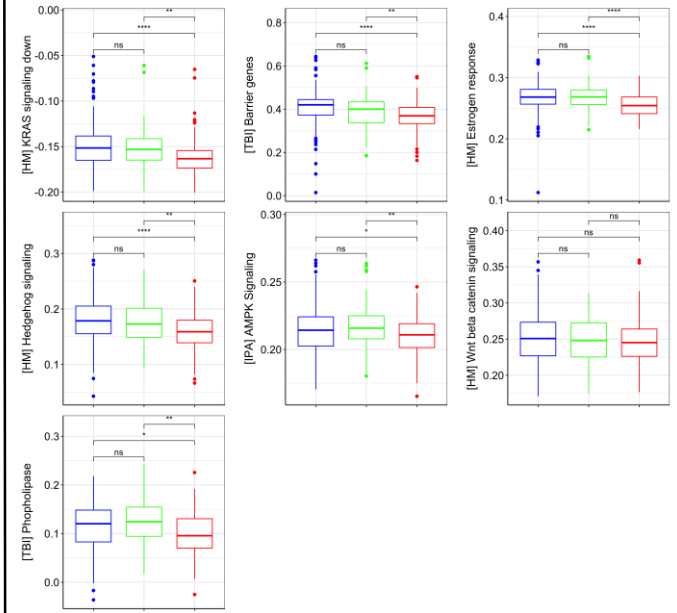 [HM] KRAS signaling down
0.00
-0.05
-0.10
-0.15
-0.20
**
****
ns
[TBI] Barrier genes
0.8
0.6
0.4
0.2
0.0
**
****
ns
[HM] Estrogen response
0.4
0.3
0.2
0.1
****
****
ns
[HM] Hedgehog signaling
0.3
0.2
0.1
**
****
ns
[IPA] AMPK Signaling
0.30
0.25
0.20
**
*
ns
[HM] Wnt beta catenin signaling
0.40
0.35
0.30
0.25
0.20
ns
ns
ns
[TBI] Phopholipase
0.3
0.2
0.1
0.0
**
*
ns